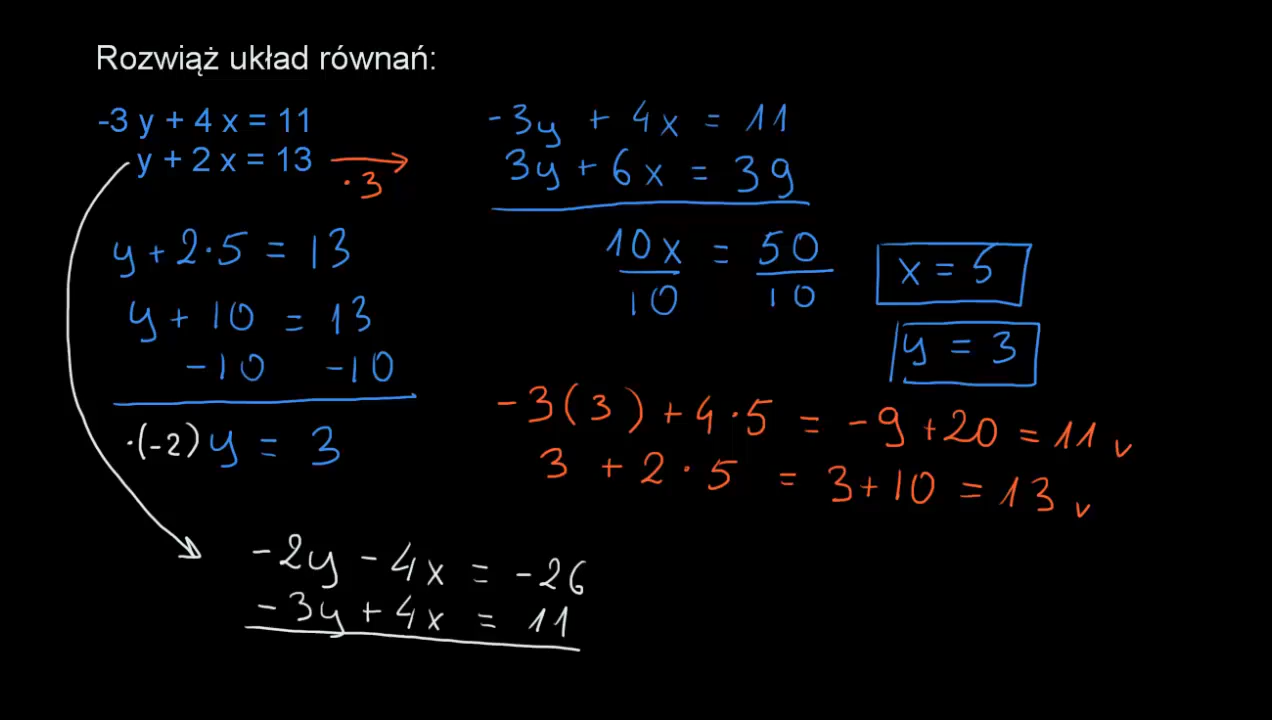 Rozwiąż układ równań:
-3 y + 4 x = 11
y + 2 x = 13
· 3
-3y + 4x = 11
3y + 6x = 39
10x = 50
10 10
x = 5
y = 3
y + 2·5 = 13
y + 10 = 13
-10 -10
·(-2) y = 3
-3(3) + 4·5 = -9 + 20 = 11 v
3 + 2·5 = 3 + 10 = 13 v
-2y - 4x = -26
-3y + 4x = 11